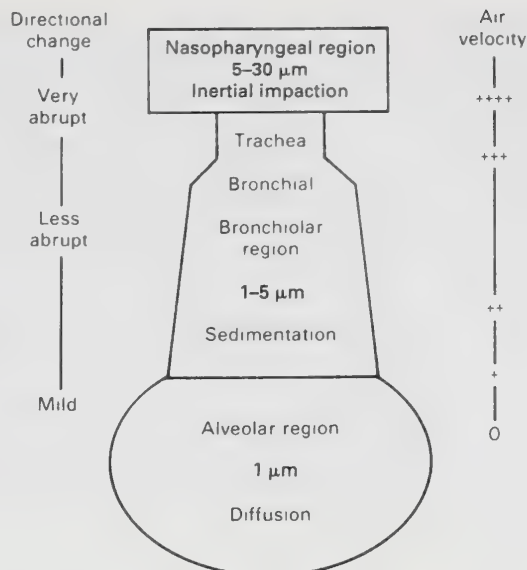 Directional
change
Very
abrupt
Less
abrupt
Mild
Nasopharyngeal region
5–30 μm
Inertial impaction
Trachea
Bronchial
Bronchiolar
region
1–5 μm
Sedimentation
Alveolar region
1 μm
Diffusion
Air
velocity
++++
+++
++
+
0